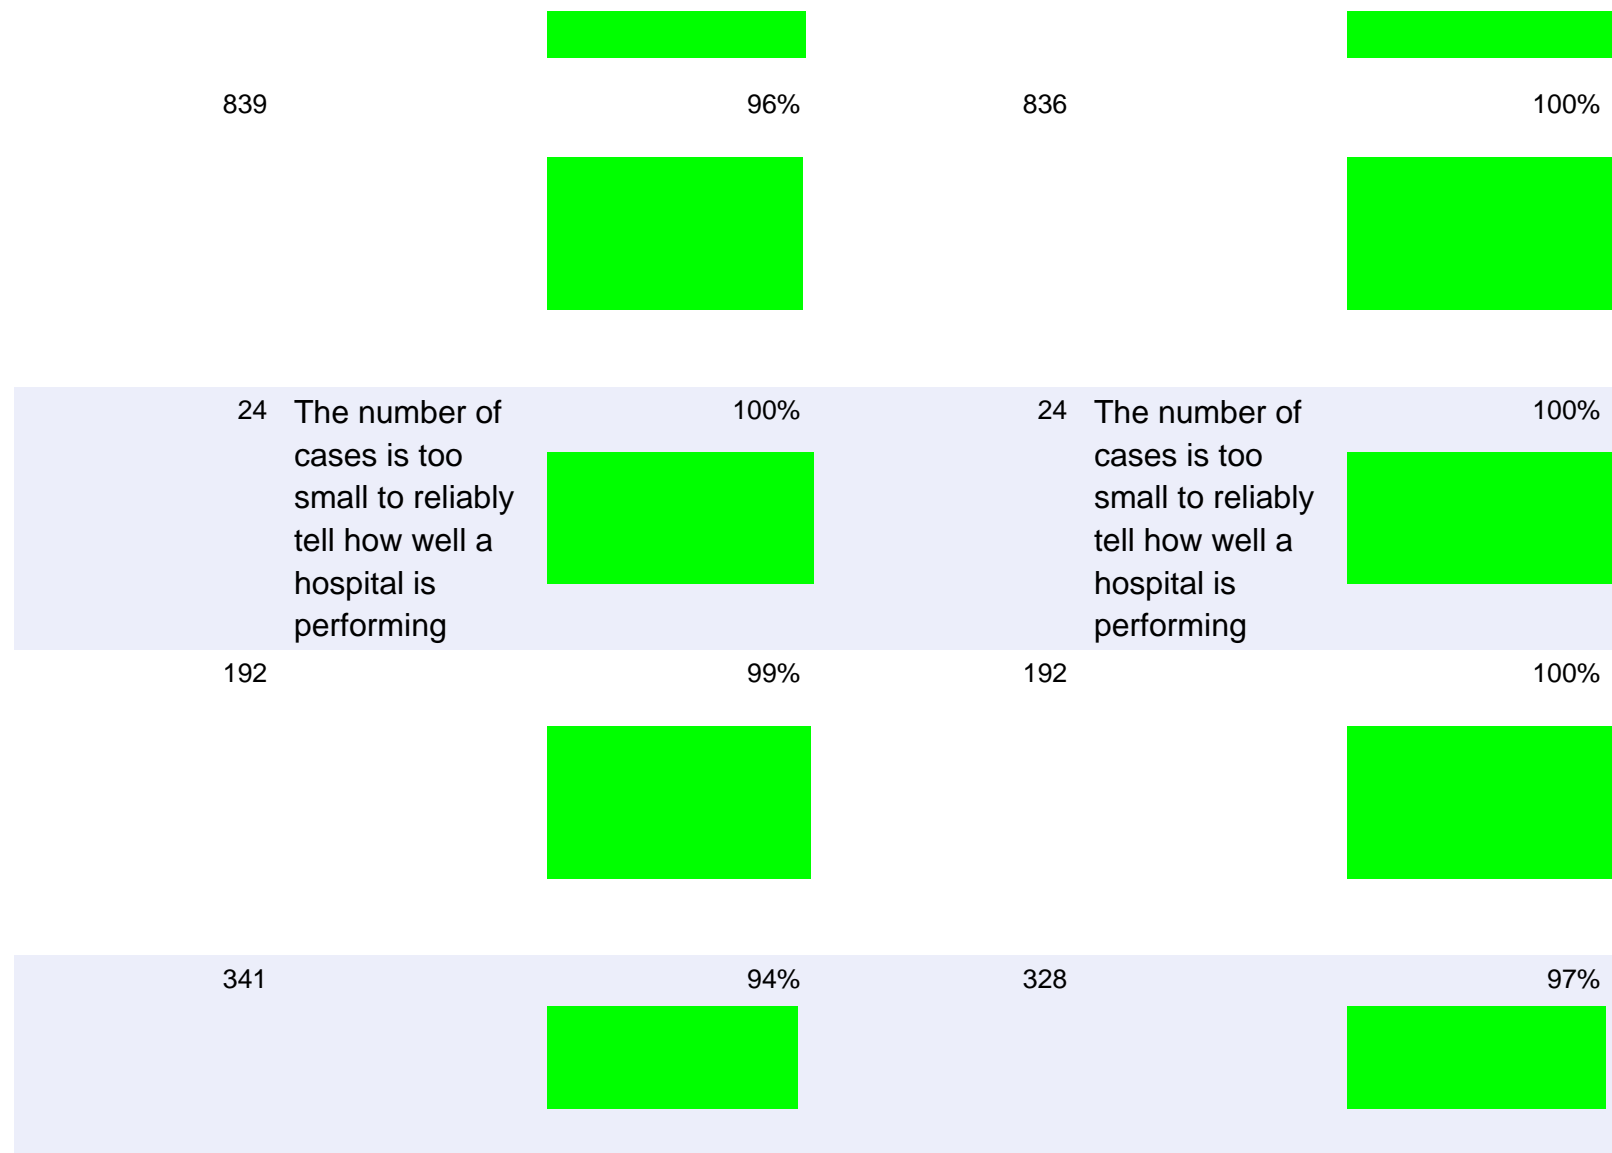 839 96% 836 100%
24 The number of 100% 24 The number of 100%
cases is too cases is too
small to reliably small to reliably
tell how well a tell how well a
hospital is hospital is
performing performing
192 99% 192 100%
341 94% 328 97%